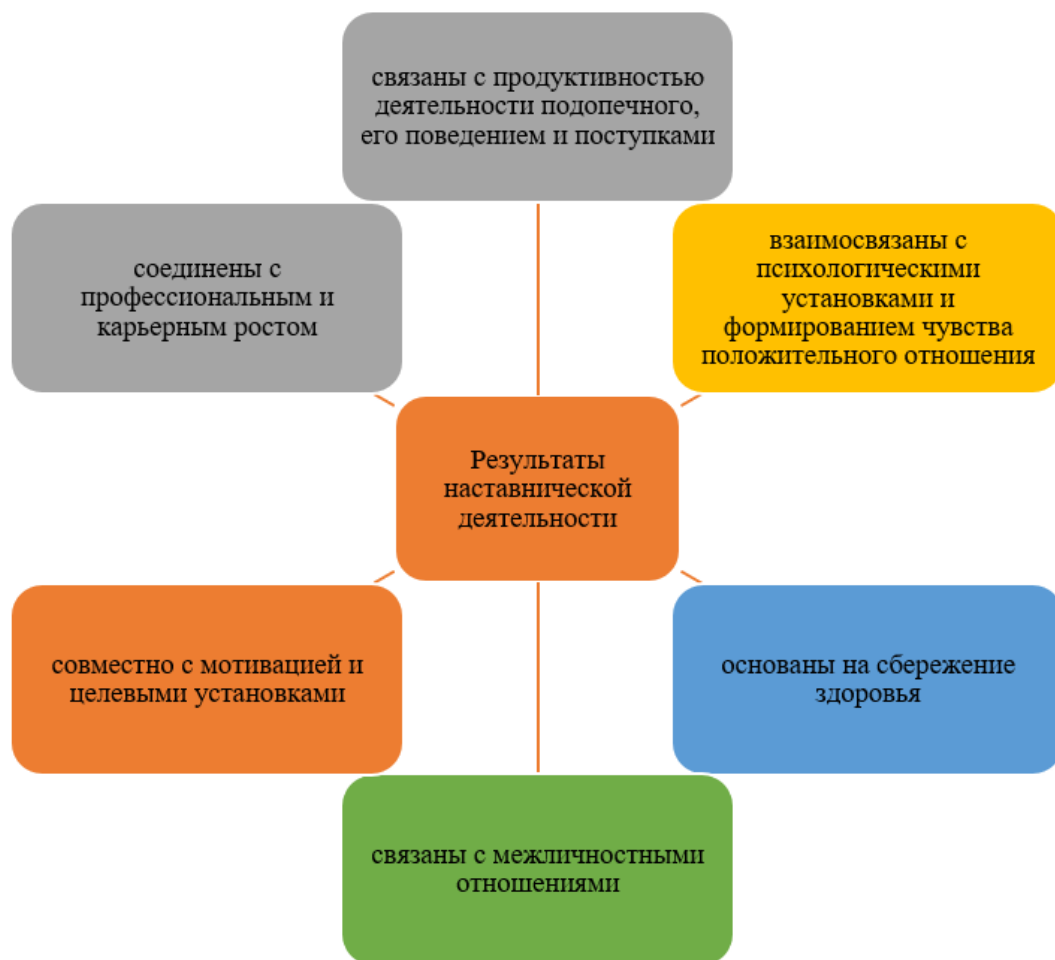 связаны с продуктивностью
деятельности подопечного,
его поведением и поступками
соединены с
профессиональным и
карьерным ростом
взаимосвязаны с
психологическими
установками и
формированием чувства
положительного отношения
Результаты
наставнической
деятельности
совместно с мотивацией и
целевыми установками
основаны на сбережение
здоровья
связаны с межличностными
отношениями